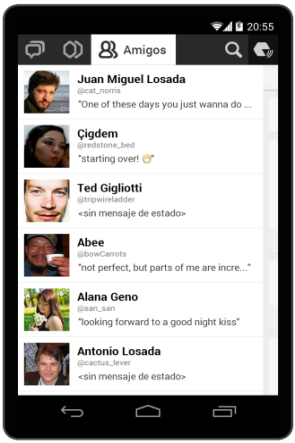 20:55
Amigos
Juan Miguel Losada
@cat_norris
"One of these days you just wanna do ...
Çigdem
@redstone_bed
"starting over! 😊"
Ted Gigliotti
@tripwireladder
<sin mensaje de estado>
Abee
@bowCarrots
"not perfect, but parts of me are incre..."
Alana Geno
@san_san
"looking forward to a good night kiss"
Antonio Losada
@cactus_lever
<sin mensaje de estado>